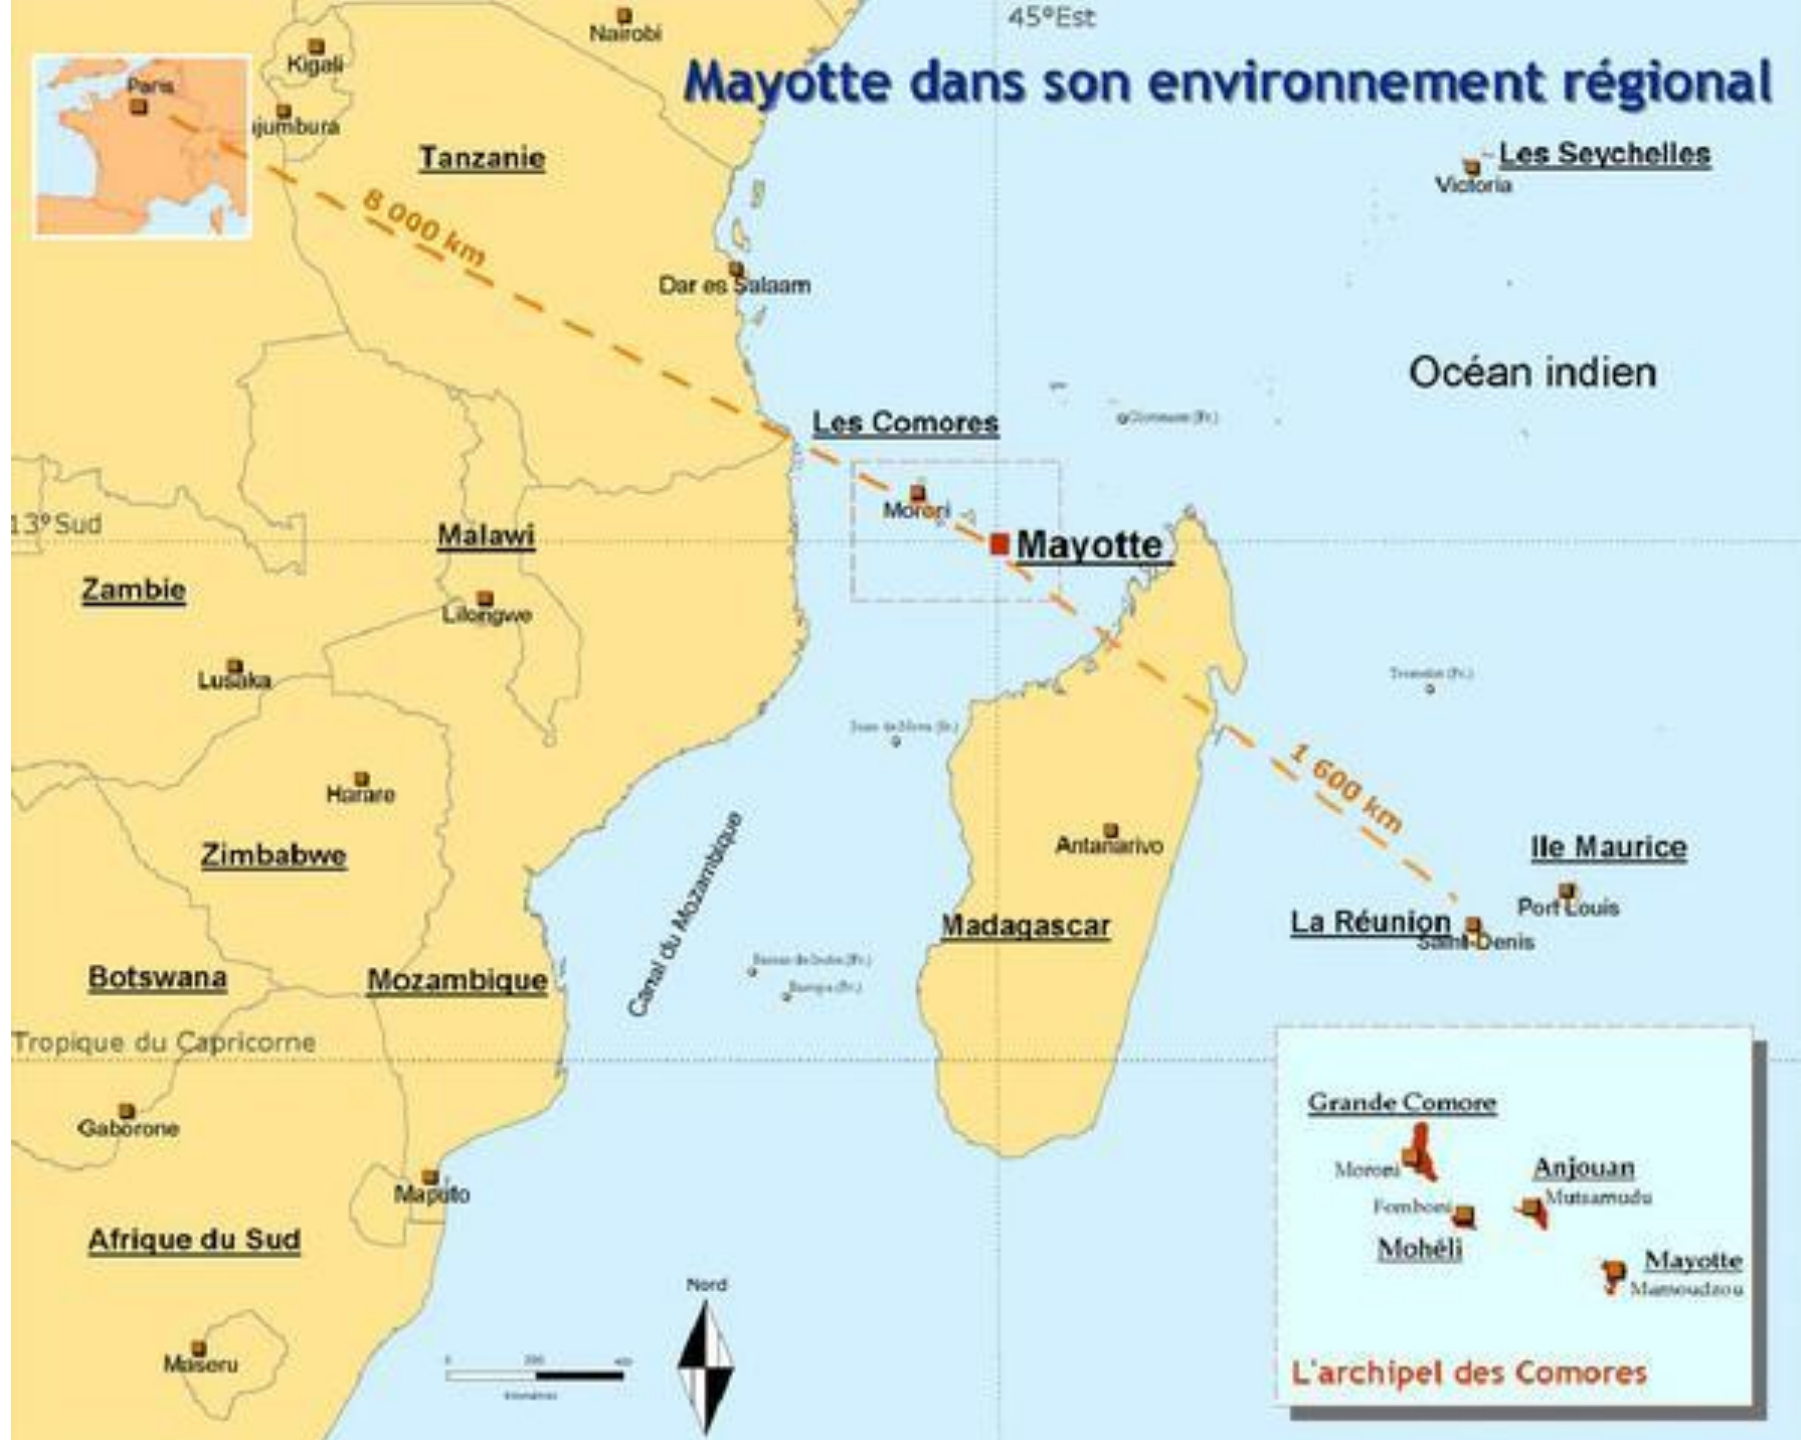 45°Est
Nairobi
Kigali
Mayotte dans son environnement régional
Paris
ujumbura
Tanzanie
Les Seychelles
Victoria
8 000 km
Dar es Salaam
Océan indien
Les Comores
Moroni
13°Sud
Malawi
Mayotte
Zambie
Lilongwe
Lusaka
Harare
1 600 km
Zimbabwe
Canal du Mozambique
Antanarivo
Ile Maurice
Port Louis
La Réunion
Saint-Denis
Madagascar
Botswana
Mozambique
Tropique du Capricorne
Gaborone
Maputo
Afrique du Sud
Maseru
Nord
Grande Comore
Moroni
Anjouan
Mutsamudu
Fomboni
Mohéli
Mayotte
Mamoudzou
L'archipel des Comores